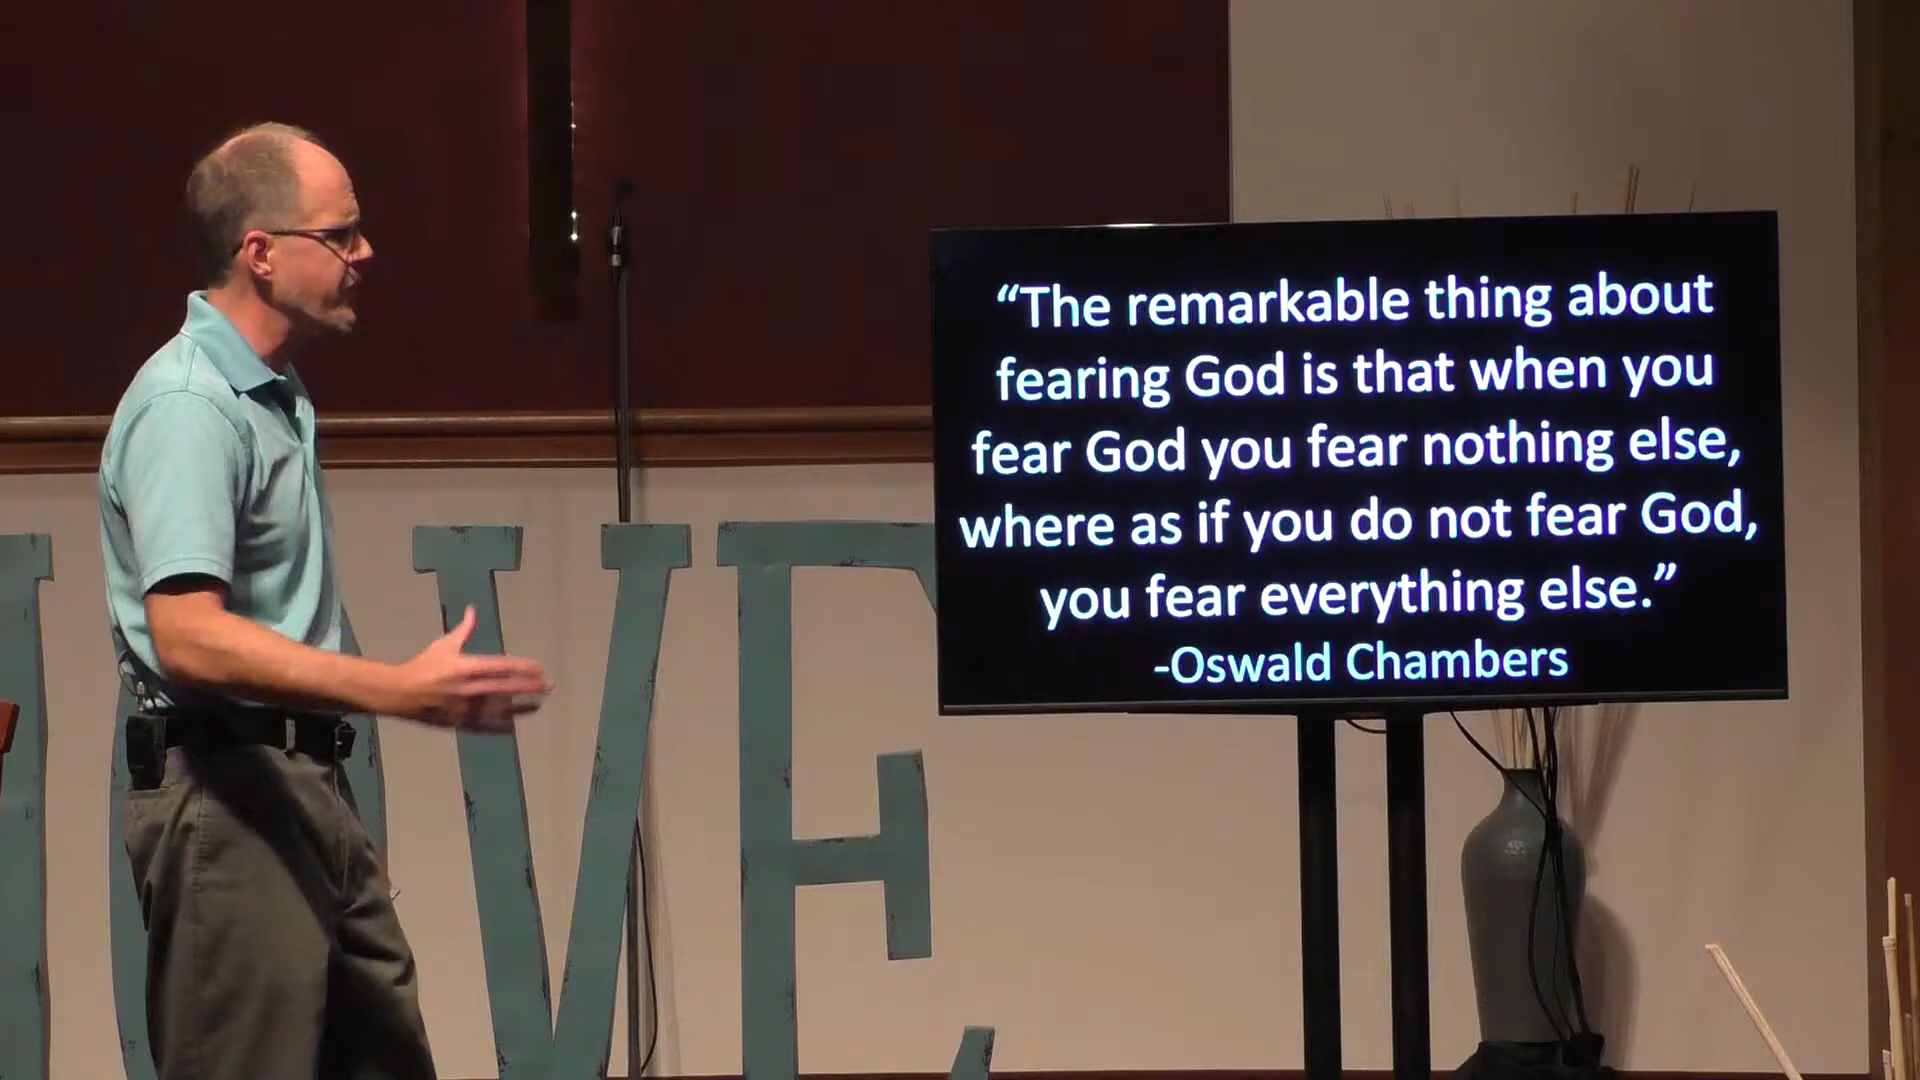 “The remarkable thing about
fearing God is that when you
fear God you fear nothing else,
where as if you do not fear God,
you fear everything else.”
-Oswald Chambers
OVE